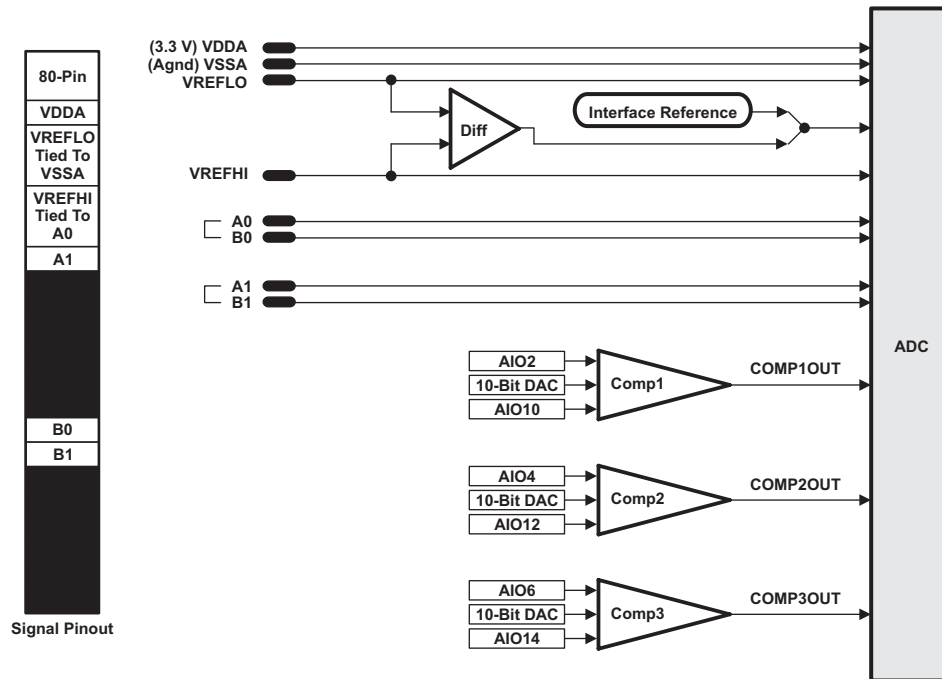 80-Pin
VDDA
VREFLO
Tied To
VSSA
VREFHI
Tied To
A0
A1
B0
B1
Signal Pinout
(3.3 V) VDDA
(Agnd) VSSA
VREFLO
Diff
Interface Reference
VREFHI
A0
B0
A1
B1
ADC
AIO2
10-Bit DAC
AIO10
Comp1
COMP1OUT
AIO4
10-Bit DAC
AIO12
Comp2
COMP2OUT
AIO6
10-Bit DAC
AIO14
Comp3
COMP3OUT